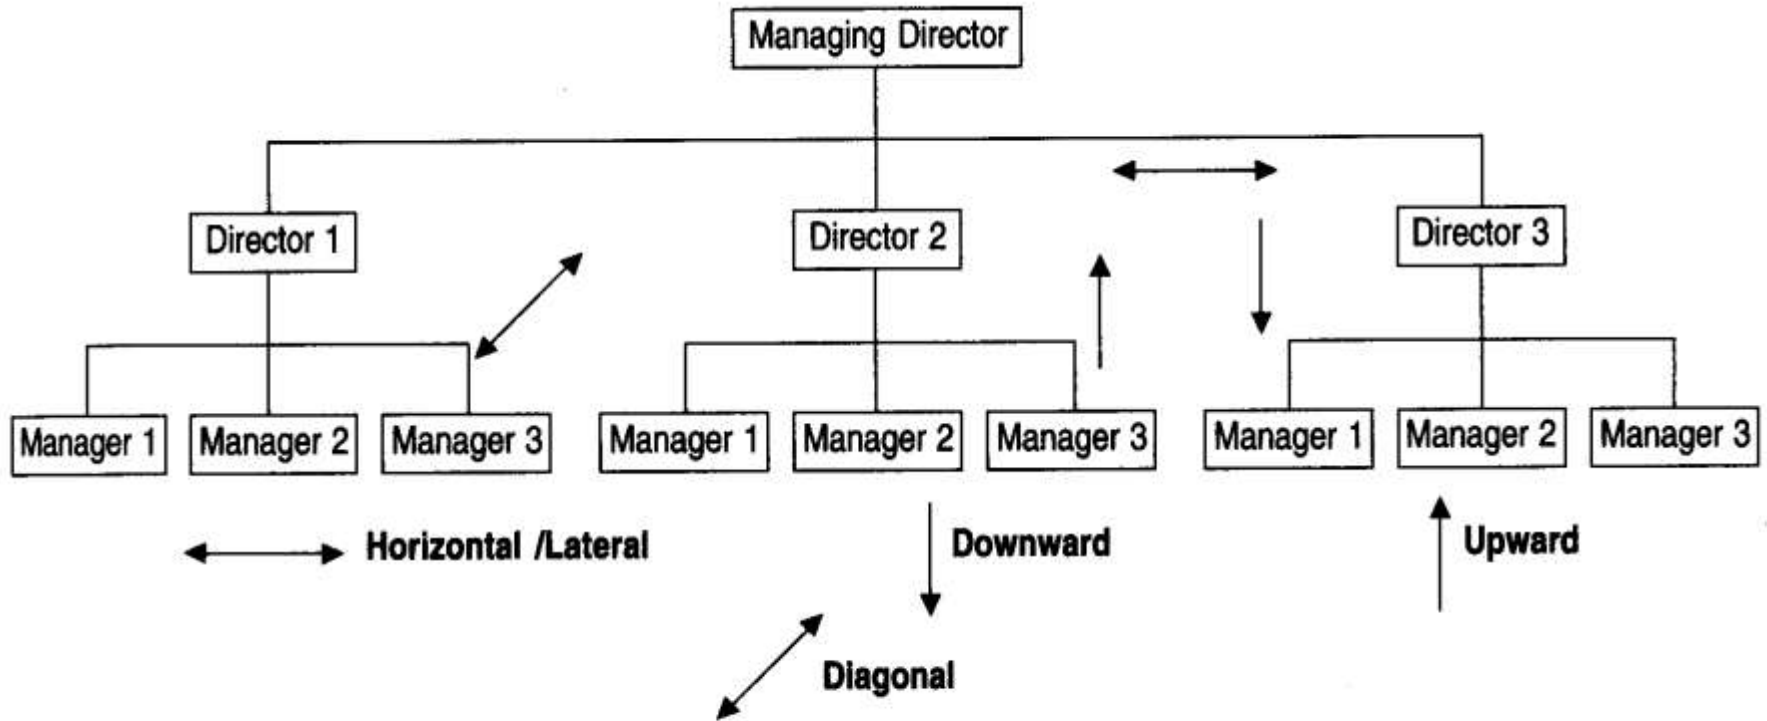 Managing Director
Director 1
Director 2
Director 3
Manager 1
Manager 2
Manager 3
Manager 1
Manager 2
Manager 3
Manager 1
Manager 2
Manager 3
Horizontal /Lateral
Downward
Upward
Diagonal